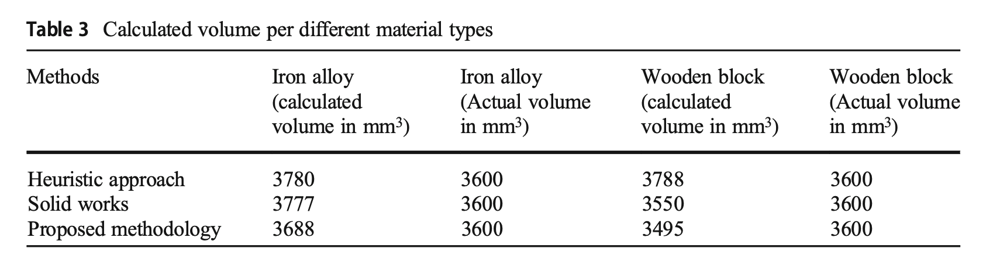 Table 3 Calculated volume per different material types
Methods Iron alloy (calculated volume in mm³) Iron alloy (Actual volume in mm³) Wooden block (calculated volume in mm³) Wooden block (Actual volume in mm³)
Heuristic approach 3780 3600 3788 3600
Solid works 3777 3600 3550 3600
Proposed methodology 3688 3600 3495 3600